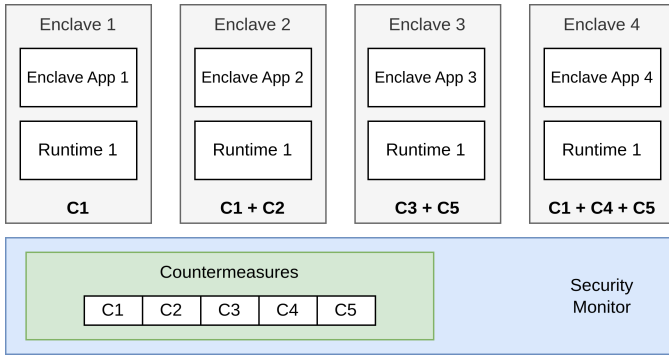 Enclave 1
Enclave 2
Enclave 3
Enclave 4
Enclave App 1
Enclave App 2
Enclave App 3
Enclave App 4
Runtime 1
Runtime 1
Runtime 1
Runtime 1
C1
C1 + C2
C3 + C5
C1 + C4 + C5
Countermeasures
C1
C2
C3
C4
C5
Security
Monitor